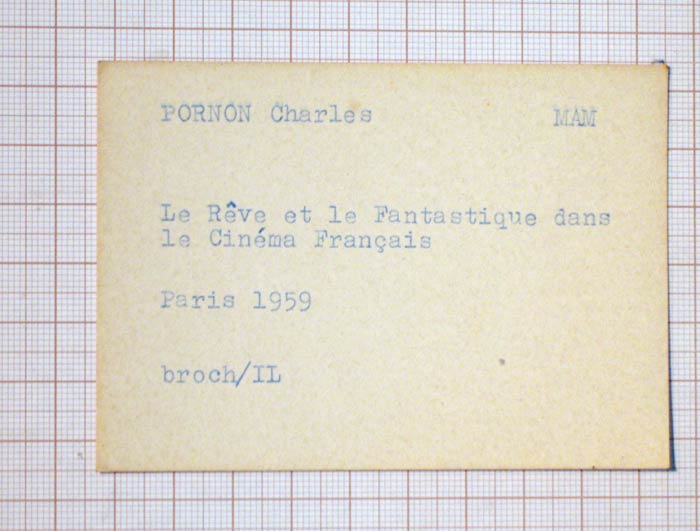 PORNON Charles MAM
Le Rêve et le Fantastique dans
le Cinéma Français
Paris 1959
broch/IL